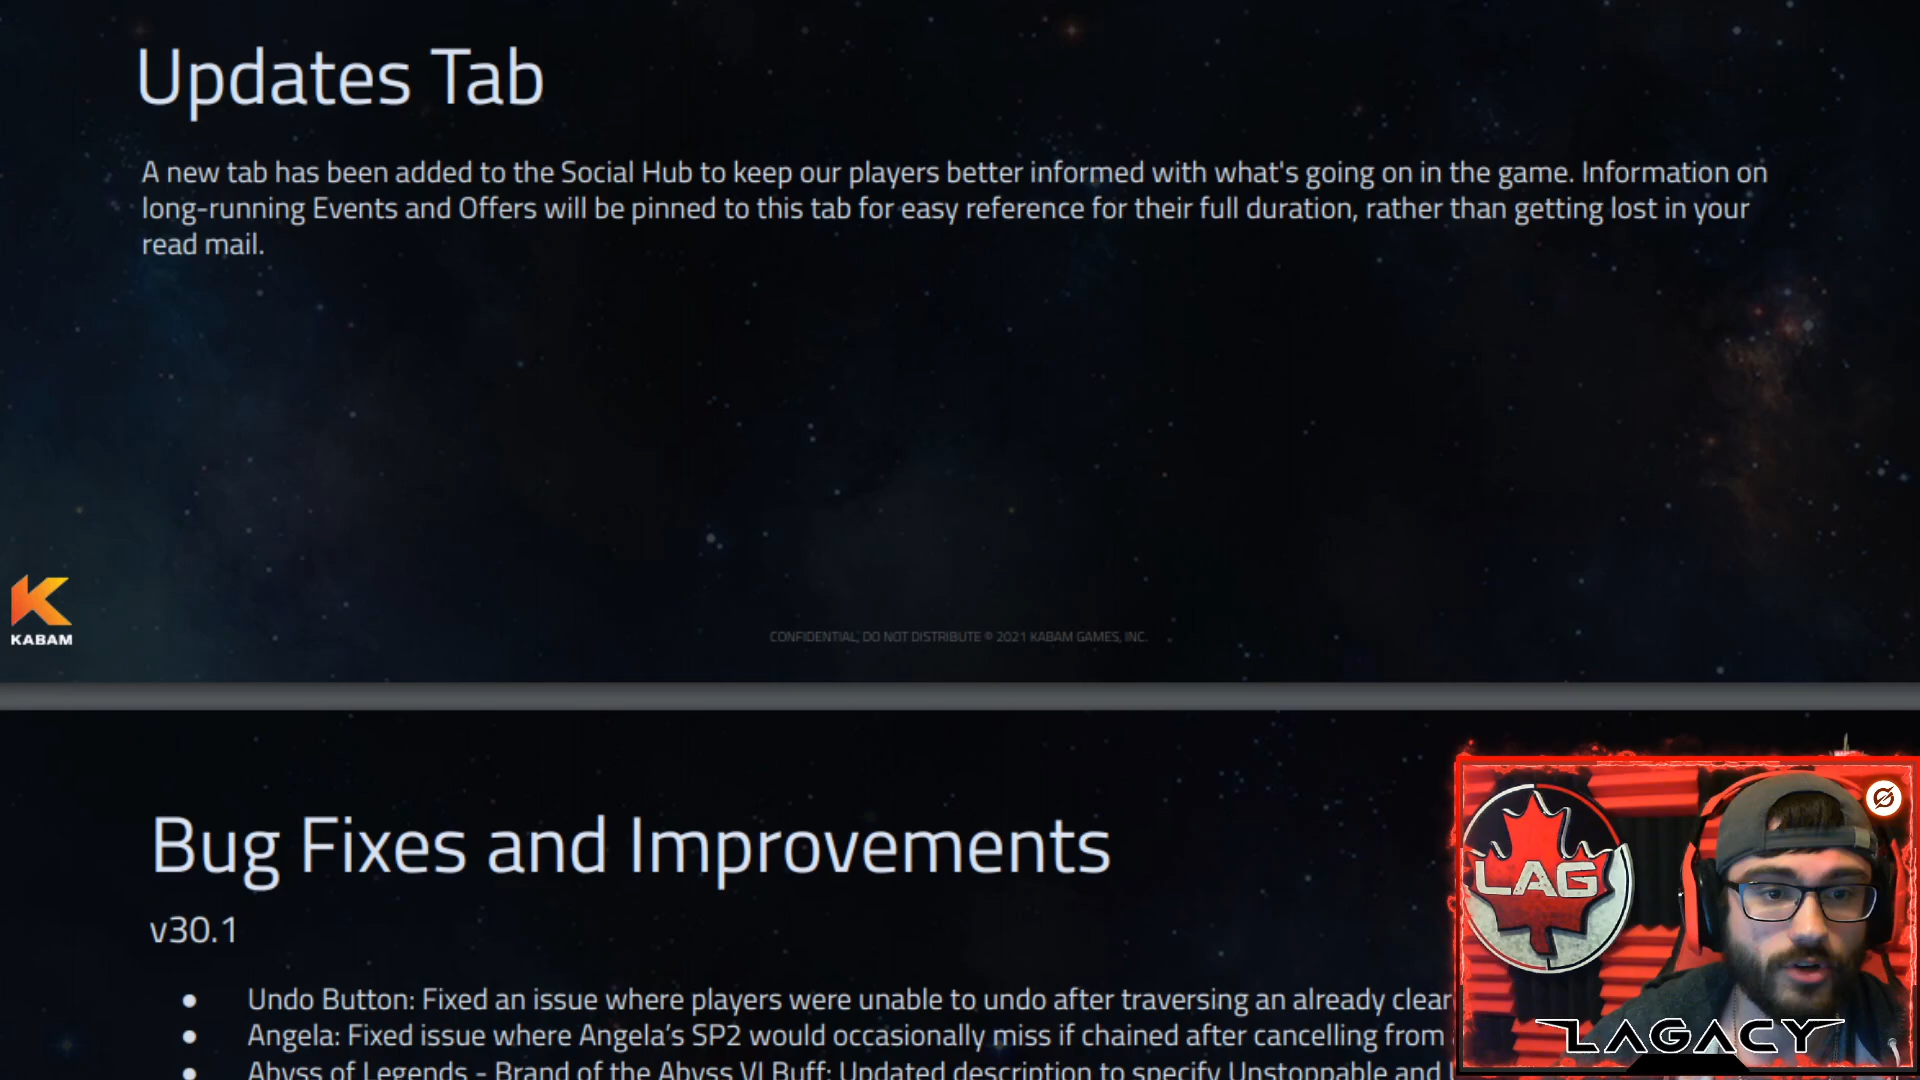 Updates Tab
A new tab has been added to the Social Hub to keep our players better informed with what's going on in the game. Information on
long-running Events and Offers will be pinned to this tab for easy reference for their full duration, rather than getting lost in your
read mail.
KABAM
CONFIDENTIAL, DO NOT DISTRIBUTE © 2021 KABAM GAMES, INC.
Bug Fixes and Improvements
v30.1
● Undo Button: Fixed an issue where players were unable to undo after traversing an already clear
● Angela: Fixed issue where Angela's SP2 would occasionally miss if chained after cancelling from
● Abyss of Legends - Brand of the Abyss VI Buff: Updated description to specify Unstoppable and
LAG
LAGACY